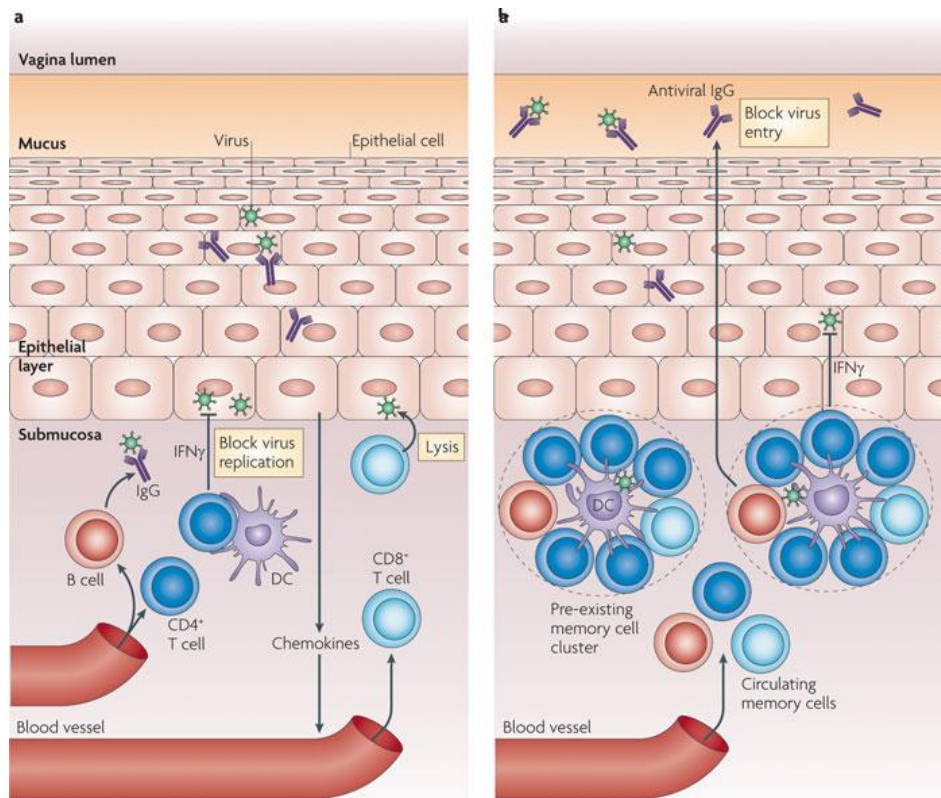 a
Vagina lumen
Mucus
Virus
Epithelial cell
Epithelial
layer
Submucosa
IFNγ
Block virus
replication
Lysis
IgG
B cell
DC
CD4⁺
T cell
CD8⁺
T cell
Chemokines
Blood vessel
b
Antiviral IgG
Block virus
entry
IFNγ
DC
Pre-existing
memory cell
cluster
Circulating
memory cells
Blood vessel